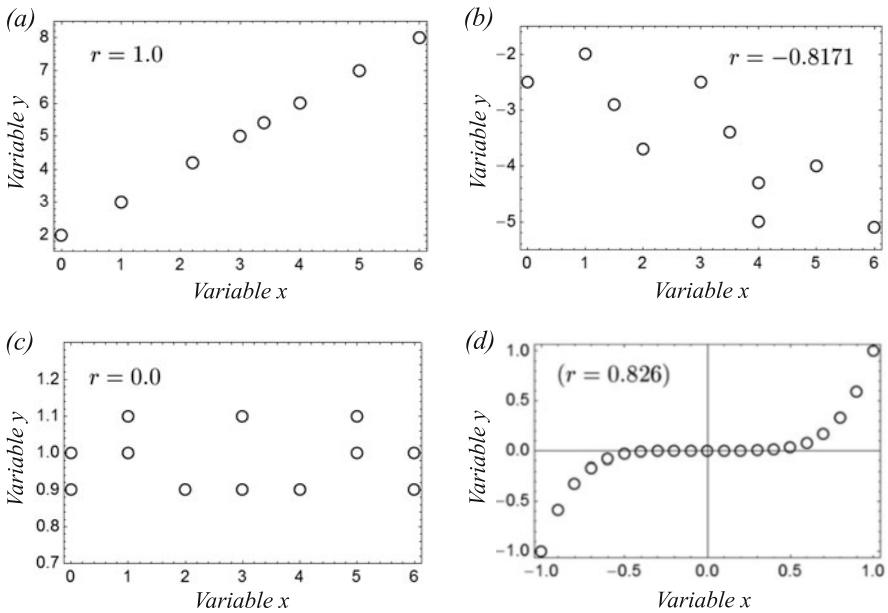 (a)
r = 1.0
Variable y
8
7
6
5
4
3
2
0 1 2 3 4 5 6
Variable x
(b)
r = −0.8171
Variable y
−2
−3
−4
−5
0 1 2 3 4 5 6
Variable x
(c)
r = 0.0
Variable y
1.2
1.1
1.0
0.9
0.8
0.7
0 1 2 3 4 5 6
Variable x
(d)
(r = 0.826)
Variable y
1.0
0.5
0.0
−0.5
−1.0
−1.0 −0.5 0.0 0.5 1.0
Variable x